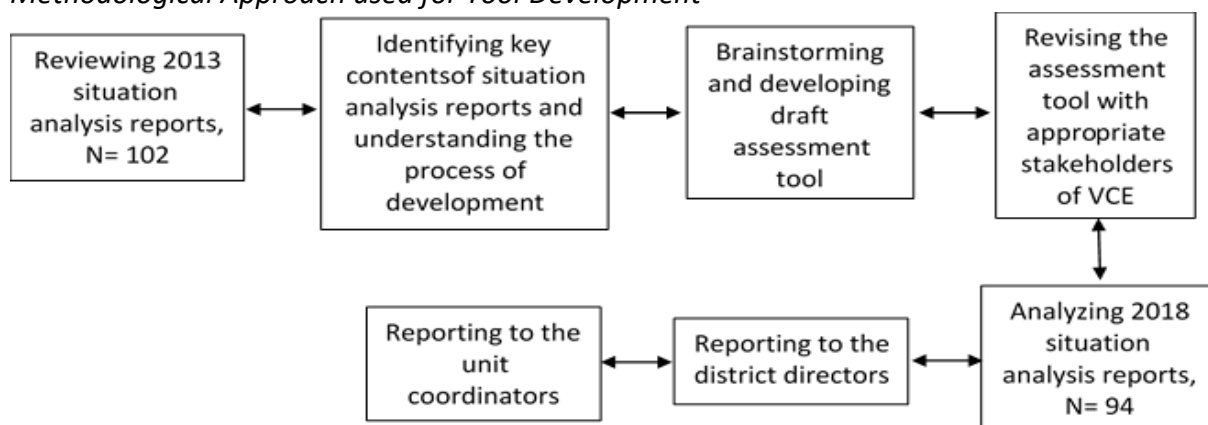 Methodological Approach used for Tool Development
Reviewing 2013
situation
analysis reports,
N= 102
Identifying key
contentsof situation
analysis reports and
understanding the
process of
development
Brainstorming
and developing
draft
assessment
tool
Revising the
assessment
tool with
appropriate
stakeholders
of VCE
Analyzing 2018
situation
analysis reports,
N= 94
Reporting to the
district directors
Reporting to the
unit
coordinators